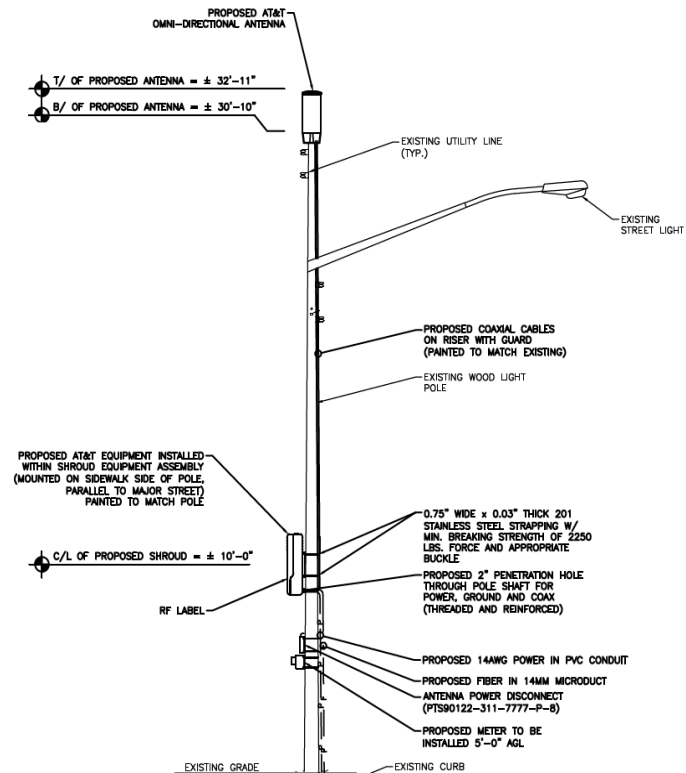 PROPOSED AT&T
OMNI-DIRECTIONAL ANTENNA
T/ OF PROPOSED ANTENNA = ± 32'-11"
B/ OF PROPOSED ANTENNA = ± 30'-10"
EXISTING UTILITY LINE
(TYP.)
EXISTING
STREET LIGHT
PROPOSED COAXIAL CABLES
ON RISER WITH GUARD
(PAINTED TO MATCH EXISTING)
EXISTING WOOD LIGHT
POLE
PROPOSED AT&T EQUIPMENT INSTALLED
WITHIN SHROUD EQUIPMENT ASSEMBLY
(MOUNTED ON SIDEWALK SIDE OF POLE,
PARALLEL TO MAJOR STREET)
PAINTED TO MATCH POLE
C/L OF PROPOSED SHROUD = ± 10'-0"
RF LABEL
0.75" WIDE x 0.03" THICK 201
STAINLESS STEEL STRAPPING W/
MIN. BREAKING STRENGTH OF 2250
LBS. FORCE AND APPROPRIATE
BUCKLE
PROPOSED 2" PENETRATION HOLE
THROUGH POLE SHAFT FOR
POWER, GROUND AND COAX
(THREADED AND REINFORCED)
PROPOSED 14AWG POWER IN PVC CONDUIT
PROPOSED FIBER IN 14MM MICRODUCT
ANTENNA POWER DISCONNECT
(PTS90122-311-7777-P-8)
PROPOSED METER TO BE
INSTALLED 5'-0" AGL
EXISTING GRADE
EXISTING CURB